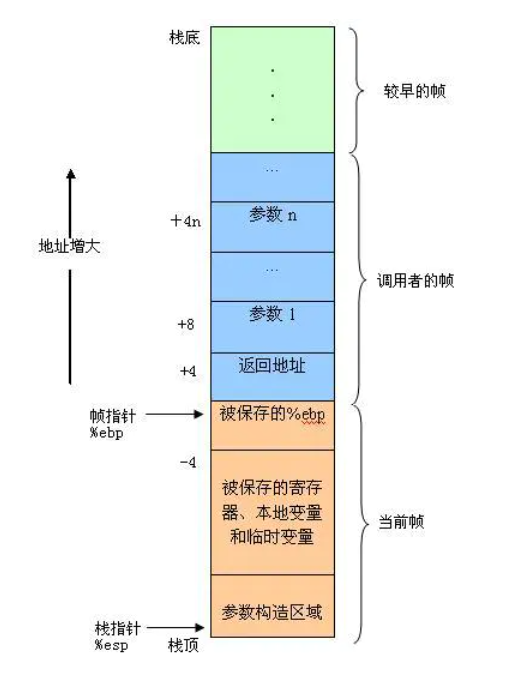 栈底
.
.
.
较早的帧
...
+4n
参数 n
地址增大
...
调用者的帧
+8
参数 1
+4
返回地址
帧指针
%ebp
被保存的%ebp
-4
被保存的寄存
器、本地变量
和临时变量
当前帧
参数构造区域
栈指针
%esp
栈顶